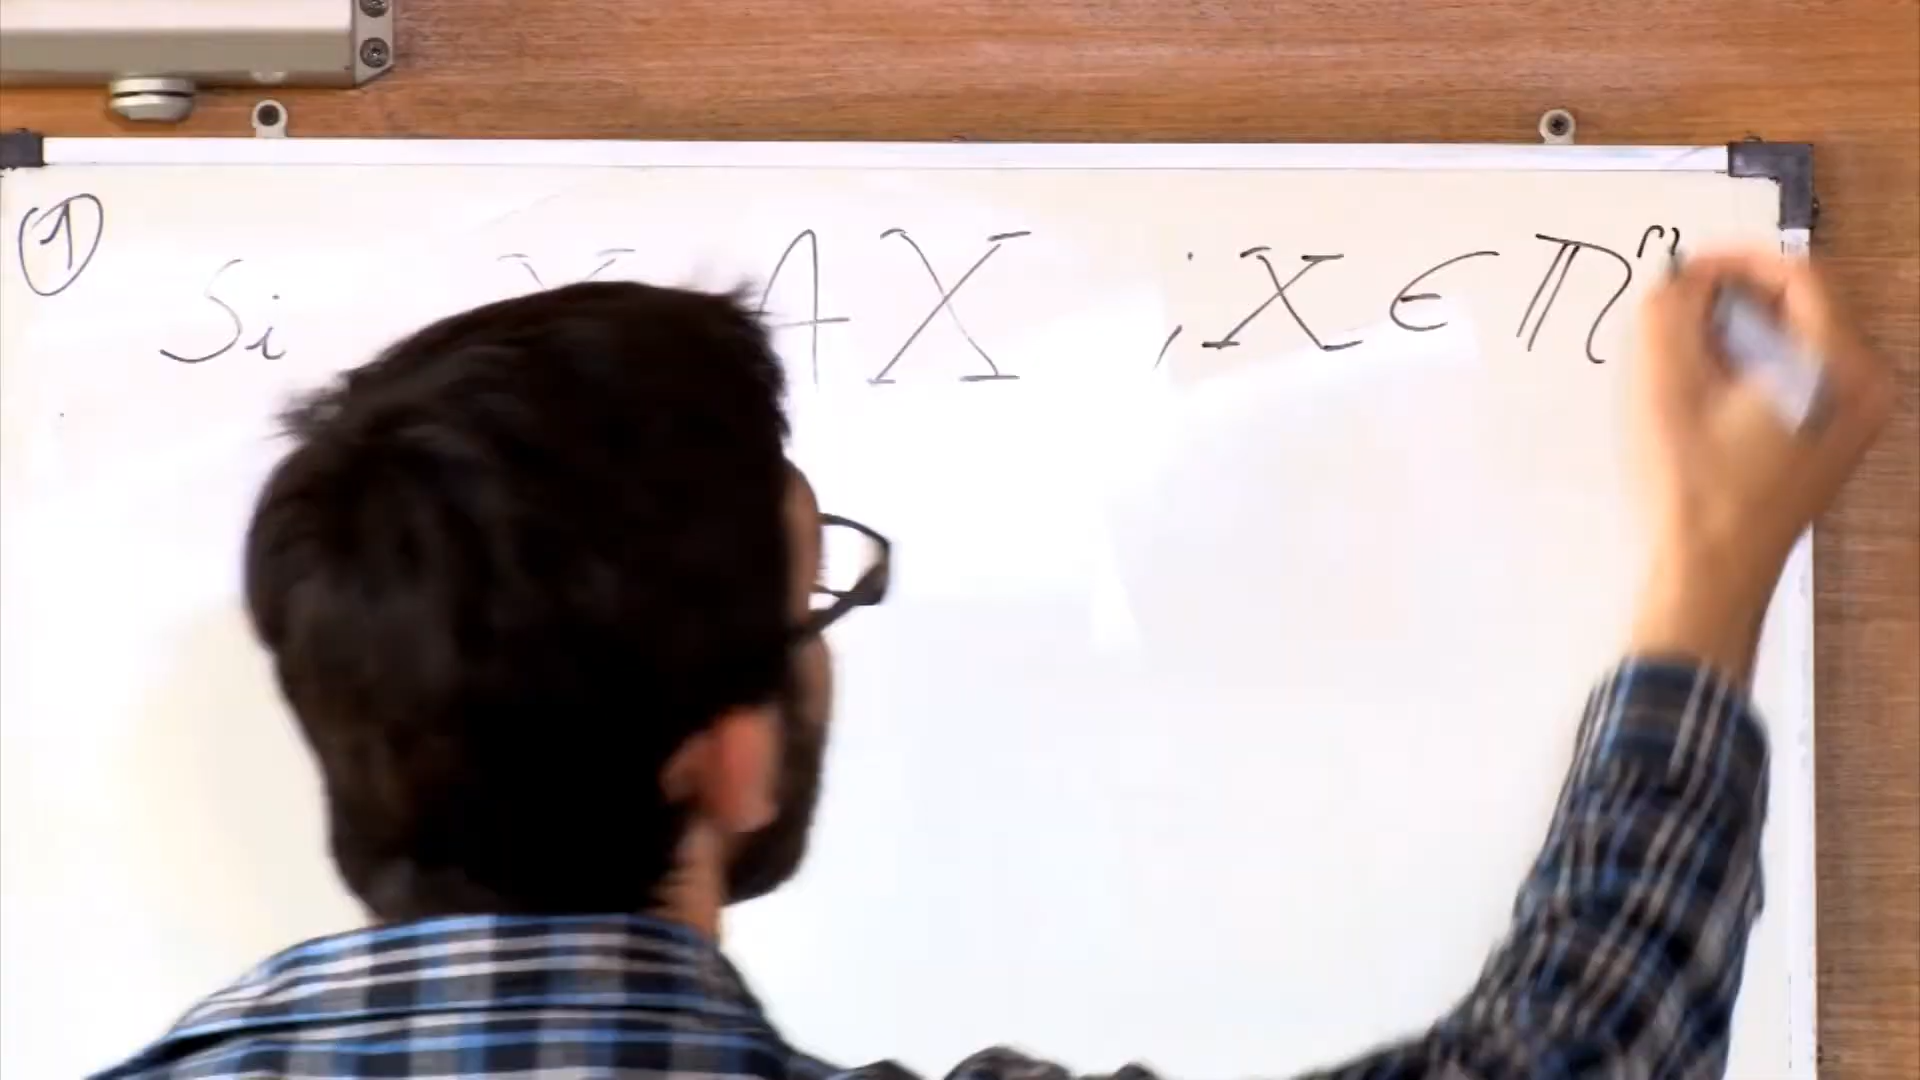 ① Si X AX ; X ∈ ℝⁿ